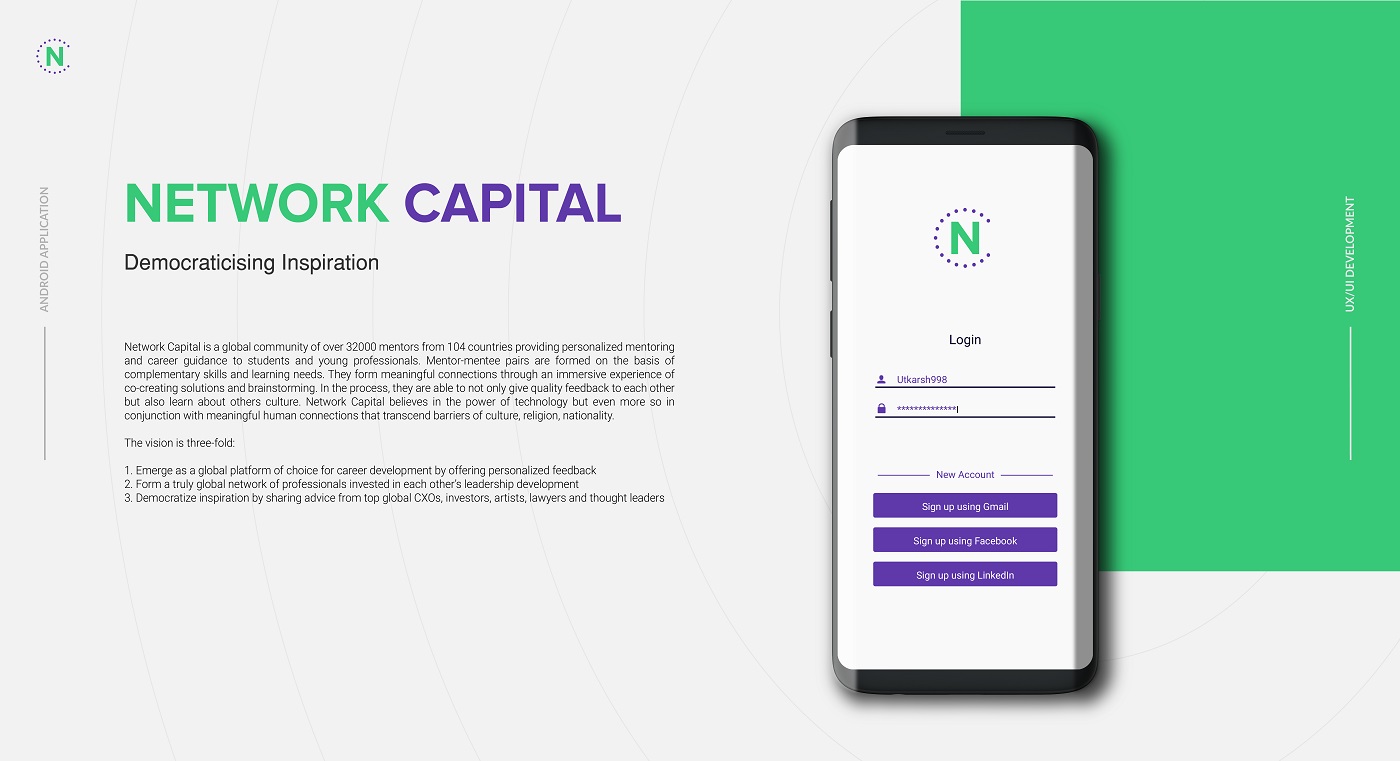 N
ANDROID APPLICATION
NETWORK CAPITAL
Democraticising Inspiration
Network Capital is a global community of over 32000 mentors from 104 countries providing personalized mentoring
and career guidance to students and young professionals. Mentor-mentee pairs are formed on the basis of
complementary skills and learning needs. They form meaningful connections through an immersive experience of
co-creating solutions and brainstorming. In the process, they are able to not only give quality feedback to each other
but also learn about others culture. Network Capital believes in the power of technology but even more so in
conjunction with meaningful human connections that transcend barriers of culture, religion, nationality.
The vision is three-fold:
1. Emerge as a global platform of choice for career development by offering personalized feedback
2. Form a truly global network of professionals invested in each other's leadership development
3. Democratize inspiration by sharing advice from top global CXOs, investors, artists, lawyers and thought leaders
N
Login
Utkarsh998
**************
New Account
Sign up using Gmail
Sign up using Facebook
Sign up using LinkedIn
UX/UI DEVELOPMENT